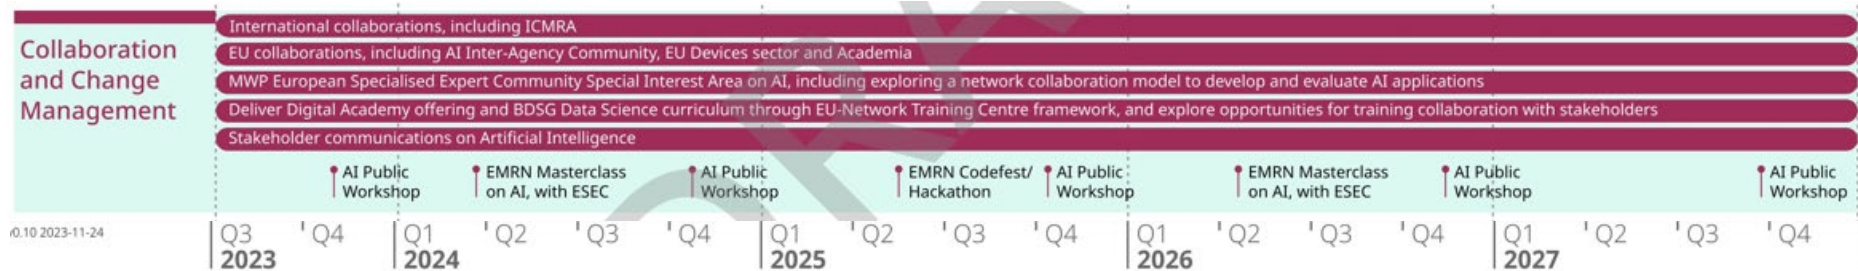 Collaboration
and Change
Management
International collaborations, including ICMRA
EU collaborations, including AI Inter-Agency Community, EU Devices sector and Academia
MWP European Specialised Expert Community Special Interest Area on AI, including exploring a network collaboration model to develop and evaluate AI applications
Deliver Digital Academy offering and BDSG Data Science curriculum through EU-Network Training Centre framework, and explore opportunities for training collaboration with stakeholders
Stakeholder communications on Artificial Intelligence
AI Public
Workshop
EMRN Masterclass
on AI, with ESEC
AI Public
Workshop
EMRN Codefest/
Hackathon
AI Public
Workshop
EMRN Masterclass
on AI, with ESEC
AI Public
Workshop
AI Public
Workshop
0.10 2023-11-24
Q3 Q4 Q1 Q2 Q3 Q4 Q1 Q2 Q3 Q4 Q1 Q2 Q3 Q4 Q1 Q2 Q3 Q4
2023 2024 2025 2026 2027